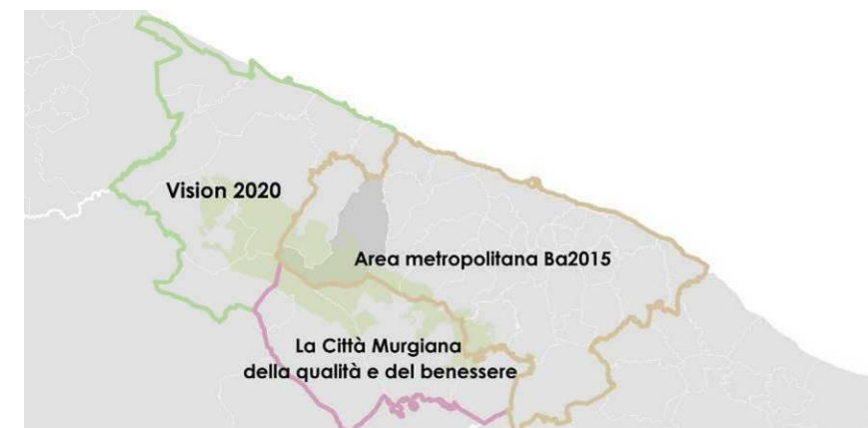 Vision 2020
Area metropolitana Ba2015
La Città Murgiana
della qualità e del benessere